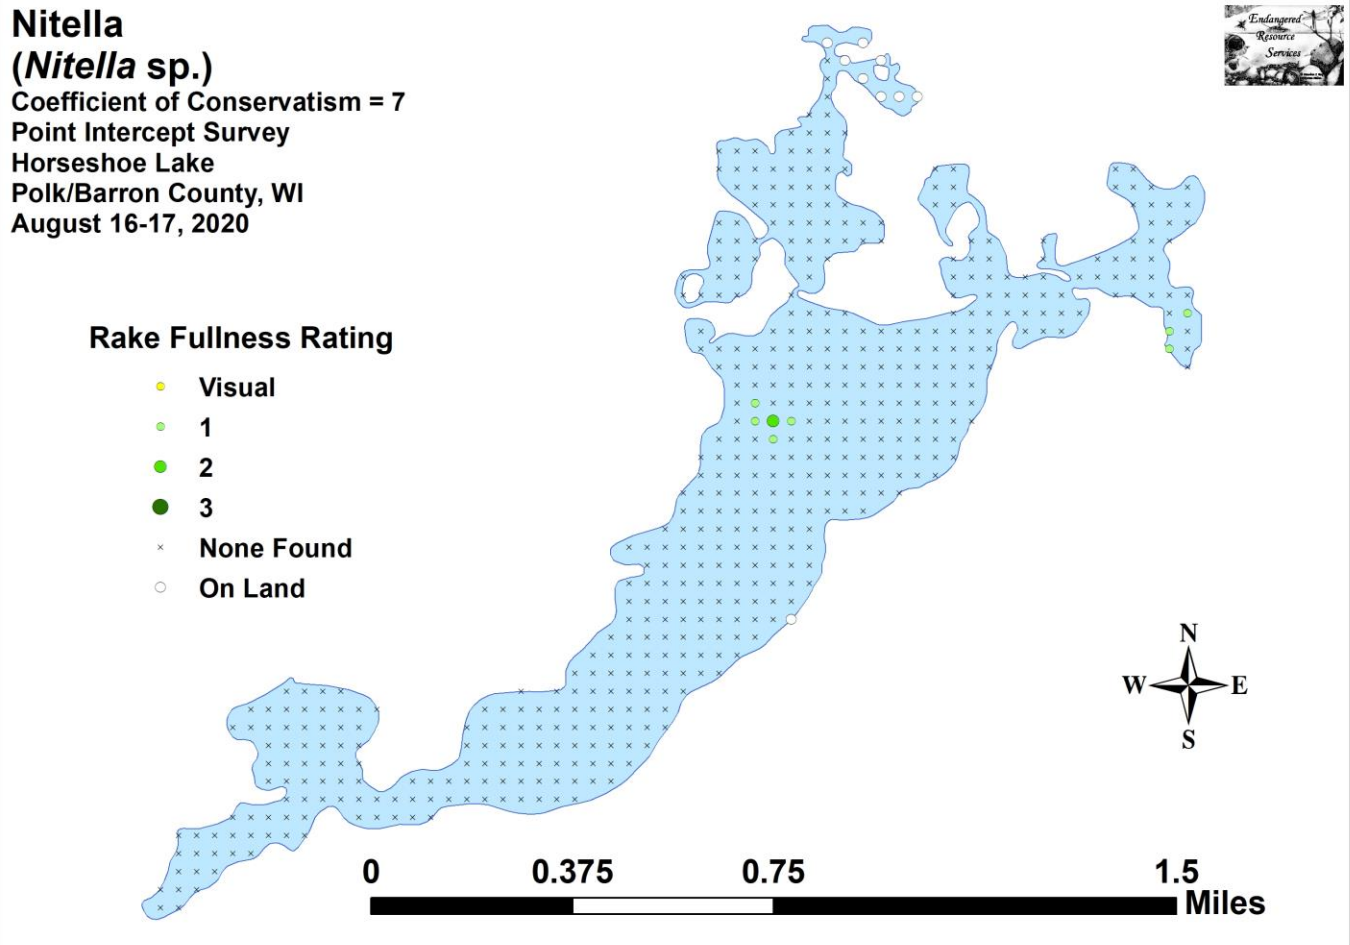 Nitella
(Nitella sp.)
Coefficient of Conservatism = 7
Point Intercept Survey
Horseshoe Lake
Polk/Barron County, WI
August 16-17, 2020
Endangered
Resource
Services
Rake Fullness Rating
Visual
1
2
3
None Found
On Land
N
W E
S
0 0.375 0.75 1.5
Miles